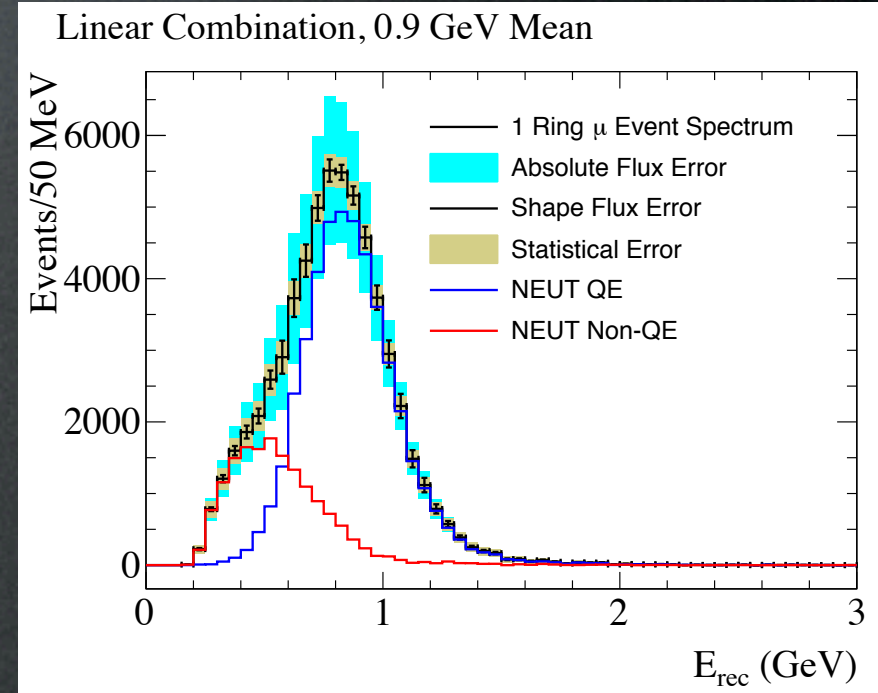 Linear Combination, 0.9 GeV Mean
Events/50 MeV
6000
4000
2000
0
1 Ring μ Event Spectrum
Absolute Flux Error
Shape Flux Error
Statistical Error
NEUT QE
NEUT Non-QE
0 1 2 3
E_rec (GeV)